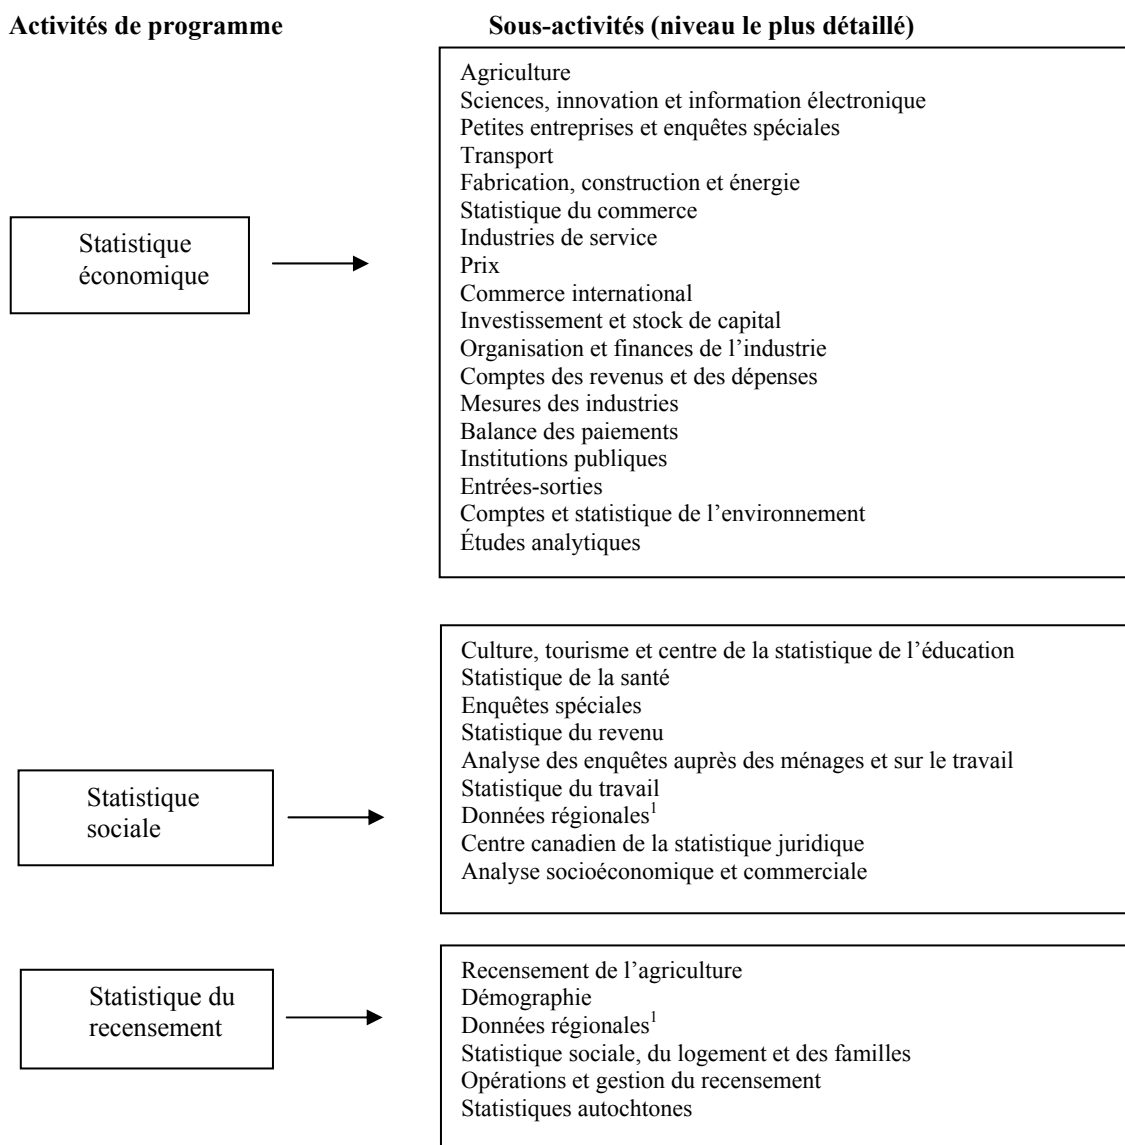 Activités de programme
Sous-activités (niveau le plus détaillé)
Statistique
économique
Agriculture
Sciences, innovation et information électronique
Petites entreprises et enquêtes spéciales
Transport
Fabrication, construction et énergie
Statistique du commerce
Industries de service
Prix
Commerce international
Investissement et stock de capital
Organisation et finances de l’industrie
Comptes des revenus et des dépenses
Mesures des industries
Balance des paiements
Institutions publiques
Entrées-sorties
Comptes et statistique de l’environnement
Études analytiques
Statistique
sociale
Culture, tourisme et centre de la statistique de l’éducation
Statistique de la santé
Enquêtes spéciales
Statistique du revenu
Analyse des enquêtes auprès des ménages et sur le travail
Statistique du travail
Données régionales¹
Centre canadien de la statistique juridique
Analyse socioéconomique et commerciale
Statistique du
recensement
Recensement de l’agriculture
Démographie
Données régionales¹
Statistique sociale, du logement et des familles
Opérations et gestion du recensement
Statistiques autochtones